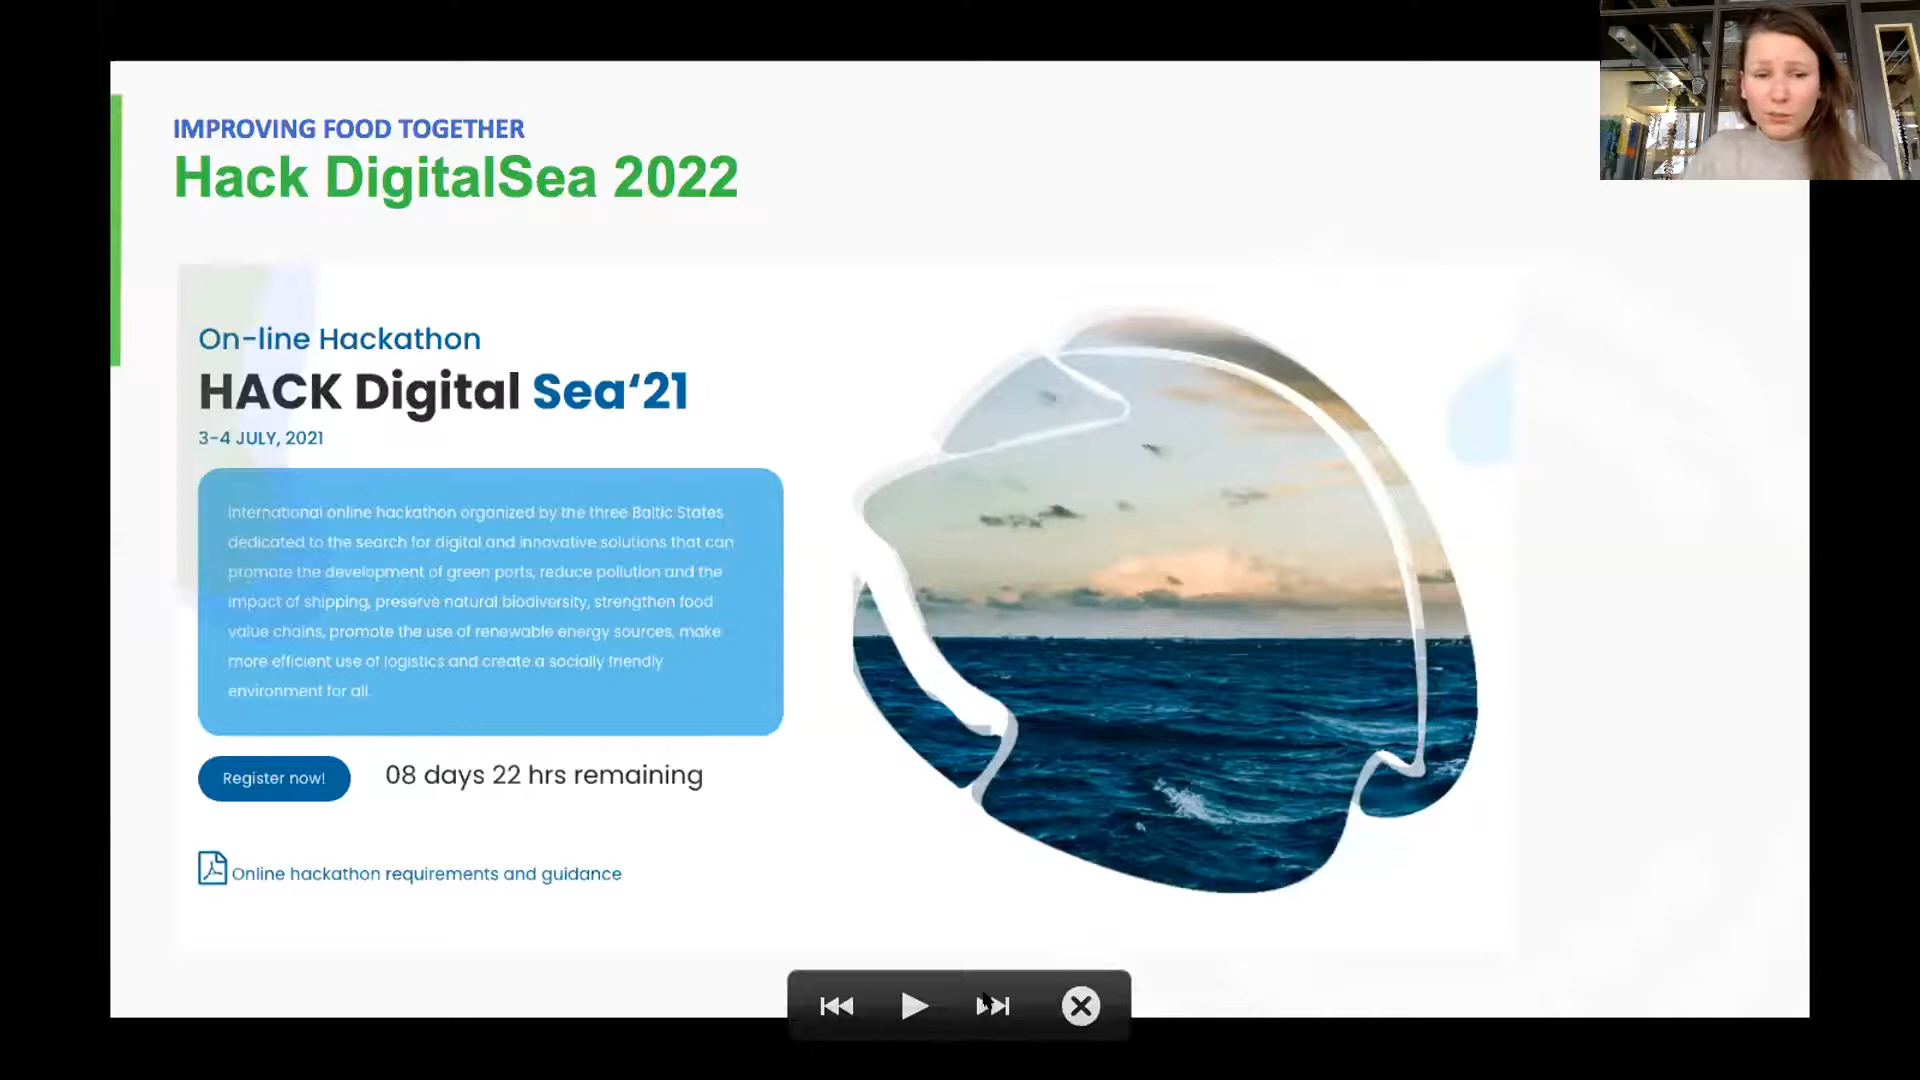 IMPROVING FOOD TOGETHER
Hack DigitalSea 2022
On-line Hackathon
HACK Digital Sea‘21
3-4 JULY, 2021
International online hackathon organized by the three Baltic States
dedicated to the search for digital and innovative solutions that can
promote the development of green ports, reduce pollution and the
impact of shipping, preserve natural biodiversity, strengthen food
value chains, promote the use of renewable energy sources, make
more efficient use of logistics and create a socially friendly
environment for all.
Register now!
08 days 22 hrs remaining
Online hackathon requirements and guidance